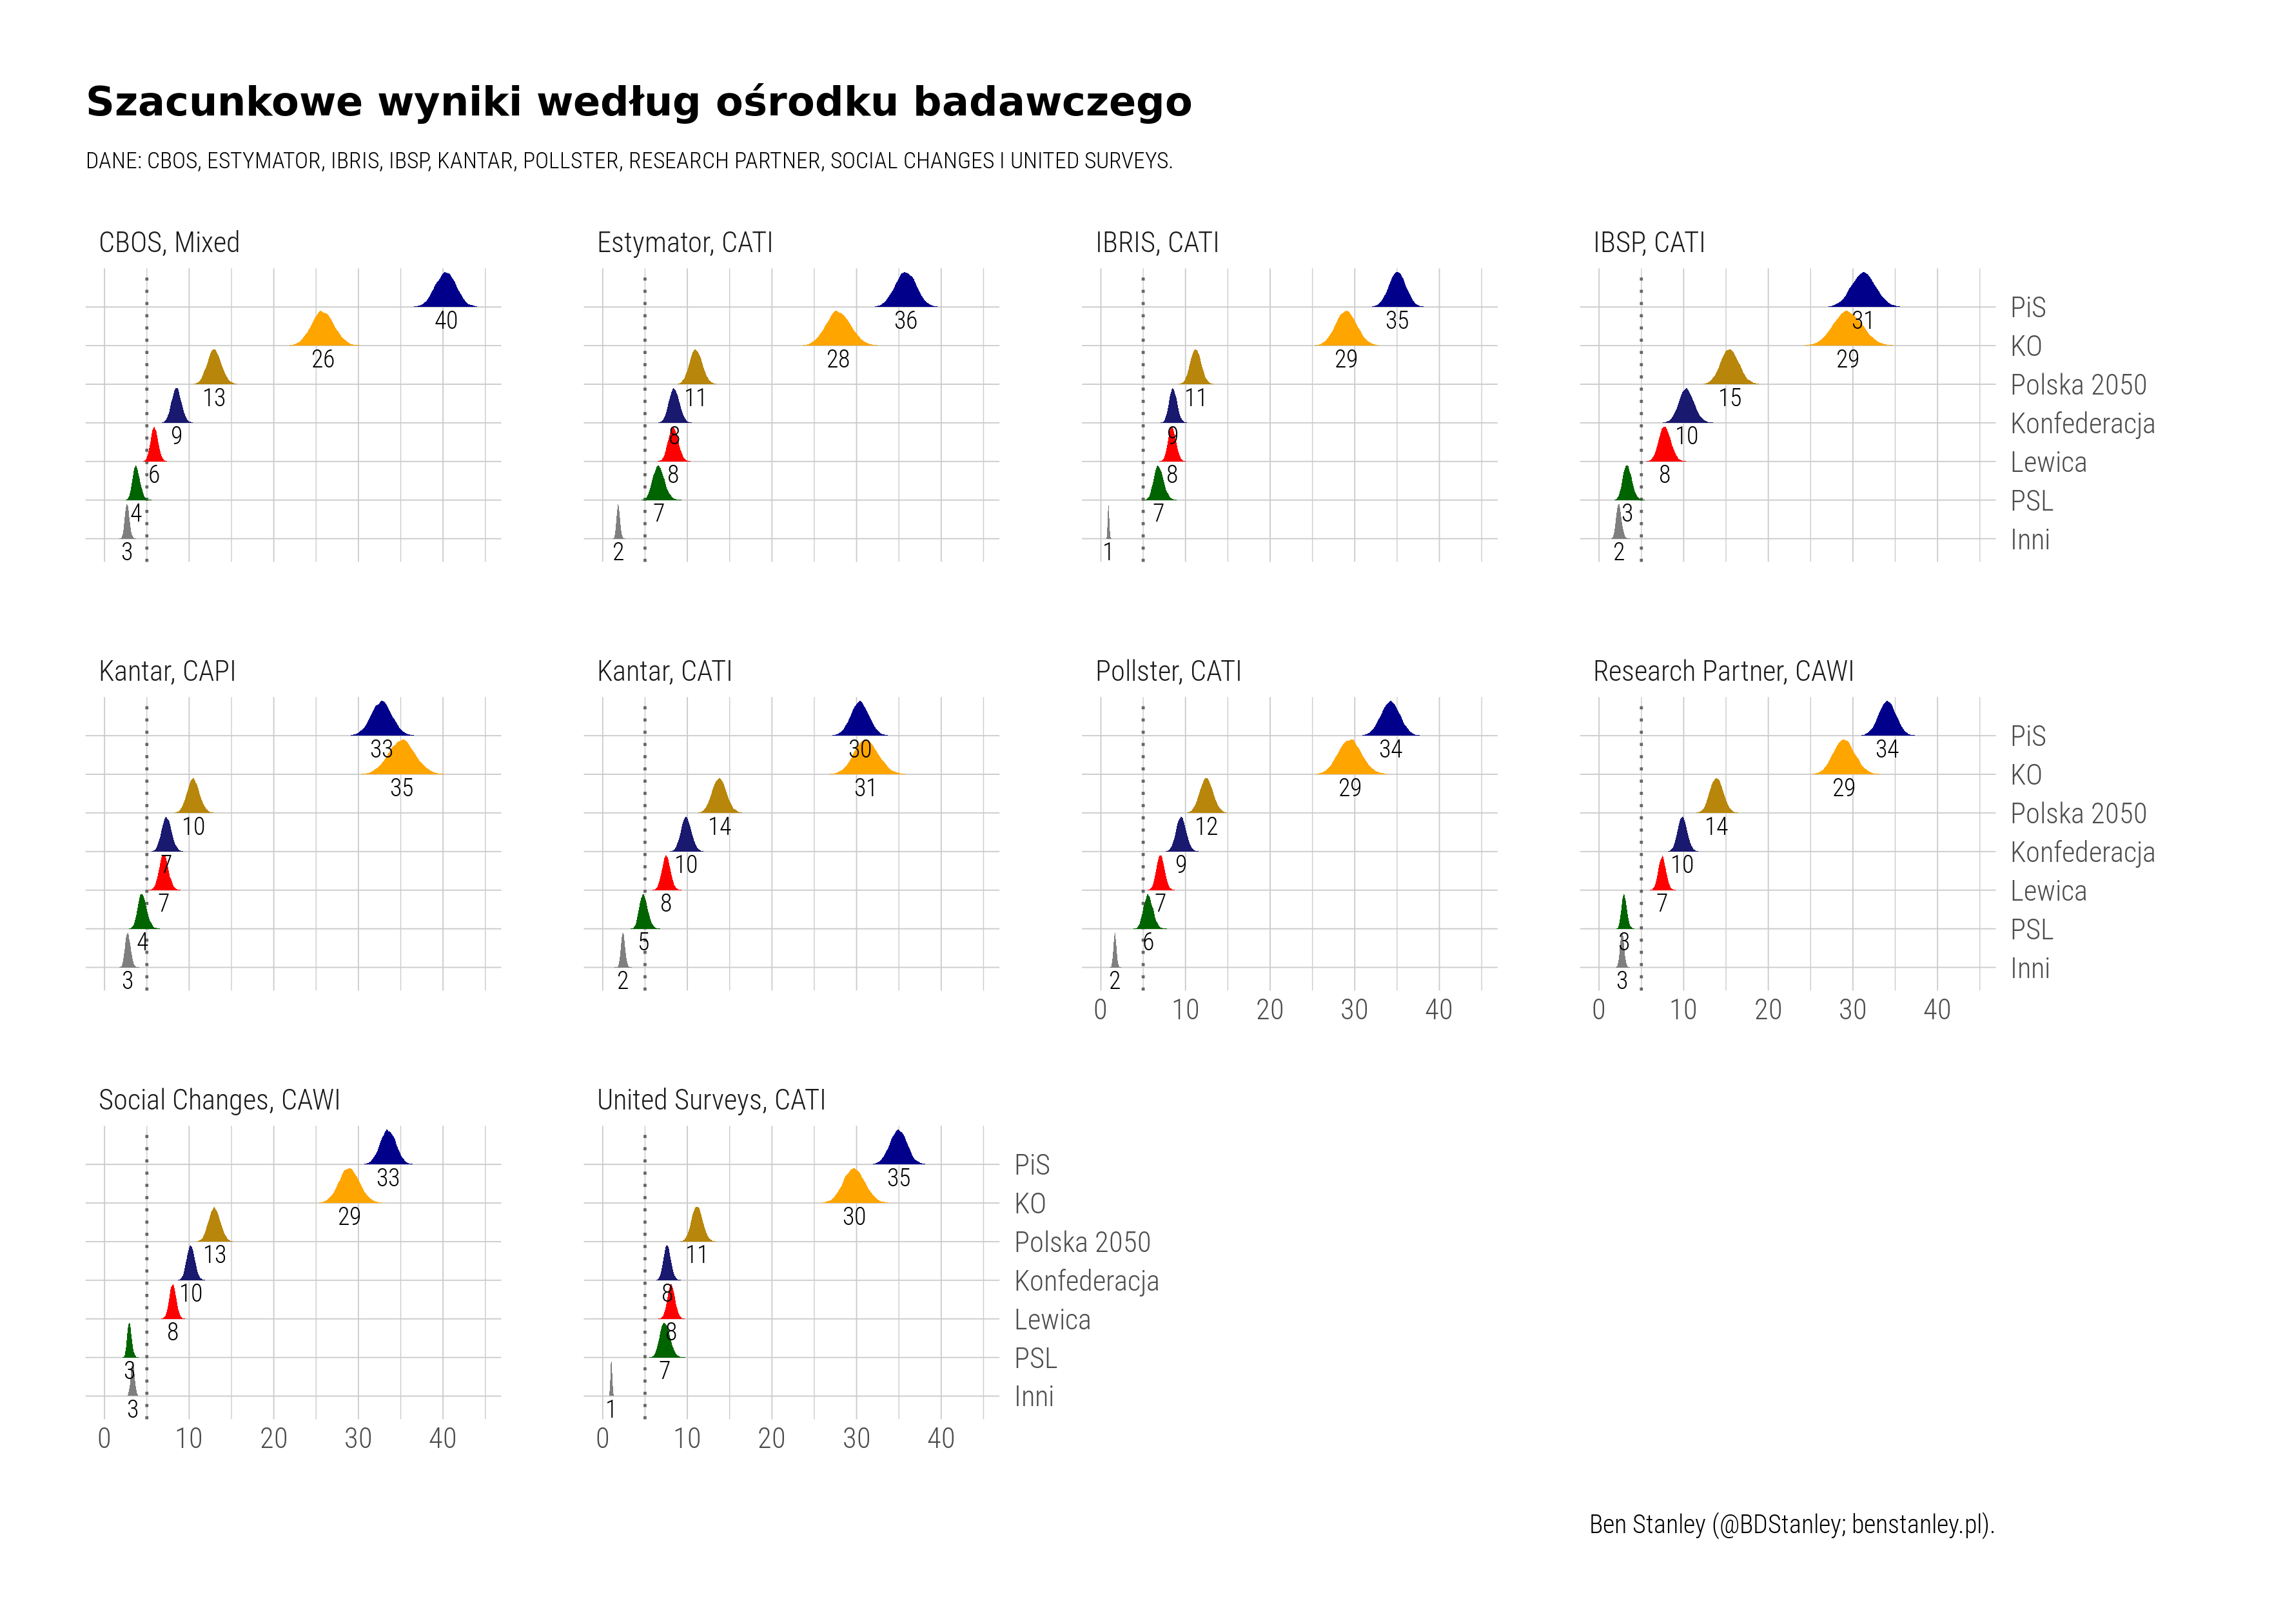 Szacunkowe wyniki według ośrodku badawczego
DANE: CBOS, ESTYMATOR, IBRIS, IBSP, KANTAR, POLLSTER, RESEARCH PARTNER, SOCIAL CHANGES I UNITED SURVEYS.
CBOS, Mixed
40
26
13
9
6
4
3
Estymator, CATI
36
28
11
8
8
7
2
IBRIS, CATI
35
29
11
9
8
7
1
IBSP, CATI
31
29
15
10
8
3
2
PiS
KO
Polska 2050
Konfederacja
Lewica
PSL
Inni
Kantar, CAPI
33
35
10
7
7
4
3
Kantar, CATI
30
31
14
10
8
5
2
Pollster, CATI
34
29
12
9
7
6
2
0 10 20 30 40
Research Partner, CAWI
34
29
14
10
7
3
3
0 10 20 30 40
PiS
KO
Polska 2050
Konfederacja
Lewica
PSL
Inni
Social Changes, CAWI
33
29
13
10
8
3
3
0 10 20 30 40
United Surveys, CATI
35
30
11
8
8
7
1
0 10 20 30 40
PiS
KO
Polska 2050
Konfederacja
Lewica
PSL
Inni
Ben Stanley (@BDStanley; benstanley.pl).